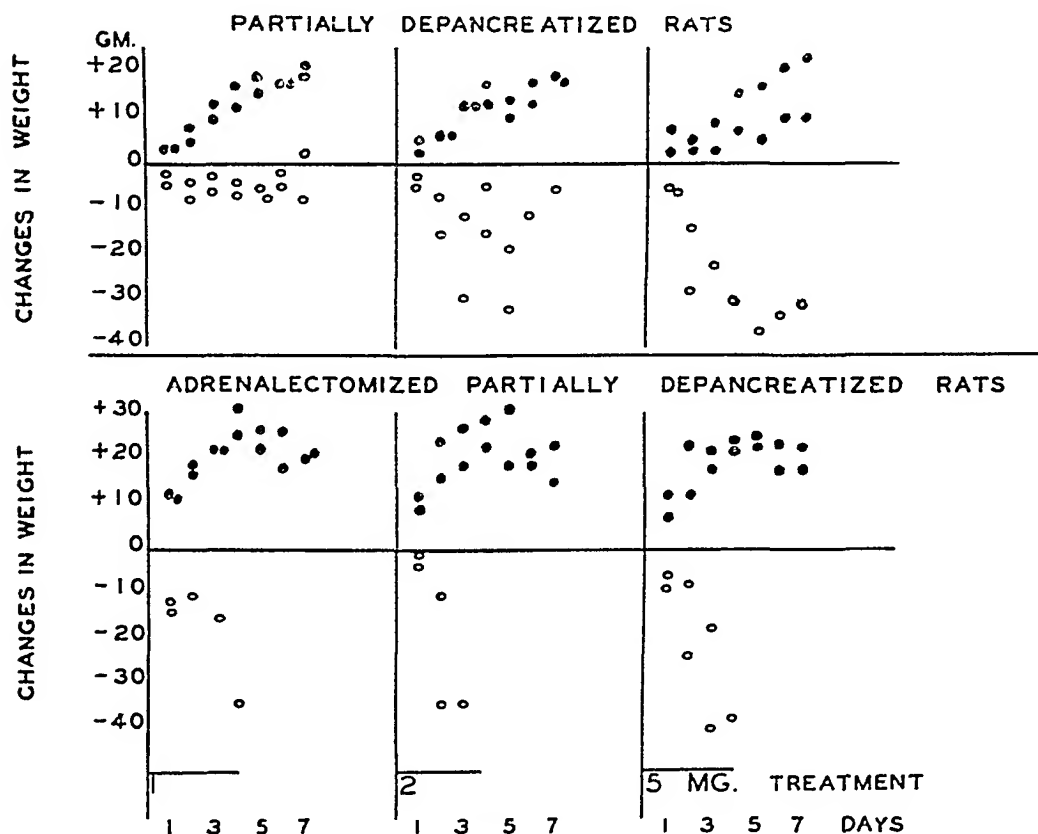 PARTIALLY DEPANCREATIZED RATS
GM.
+20
+10
0
-10
-20
-30
-40
CHANGES IN WEIGHT
ADRENALECTOMIZED PARTIALLY DEPANCREATIZED RATS
+30
+20
+10
0
-10
-20
-30
-40
CHANGES IN WEIGHT
1 2 5 MG. TREATMENT
1 3 5 7 1 3 5 7 1 3 5 7 DAYS